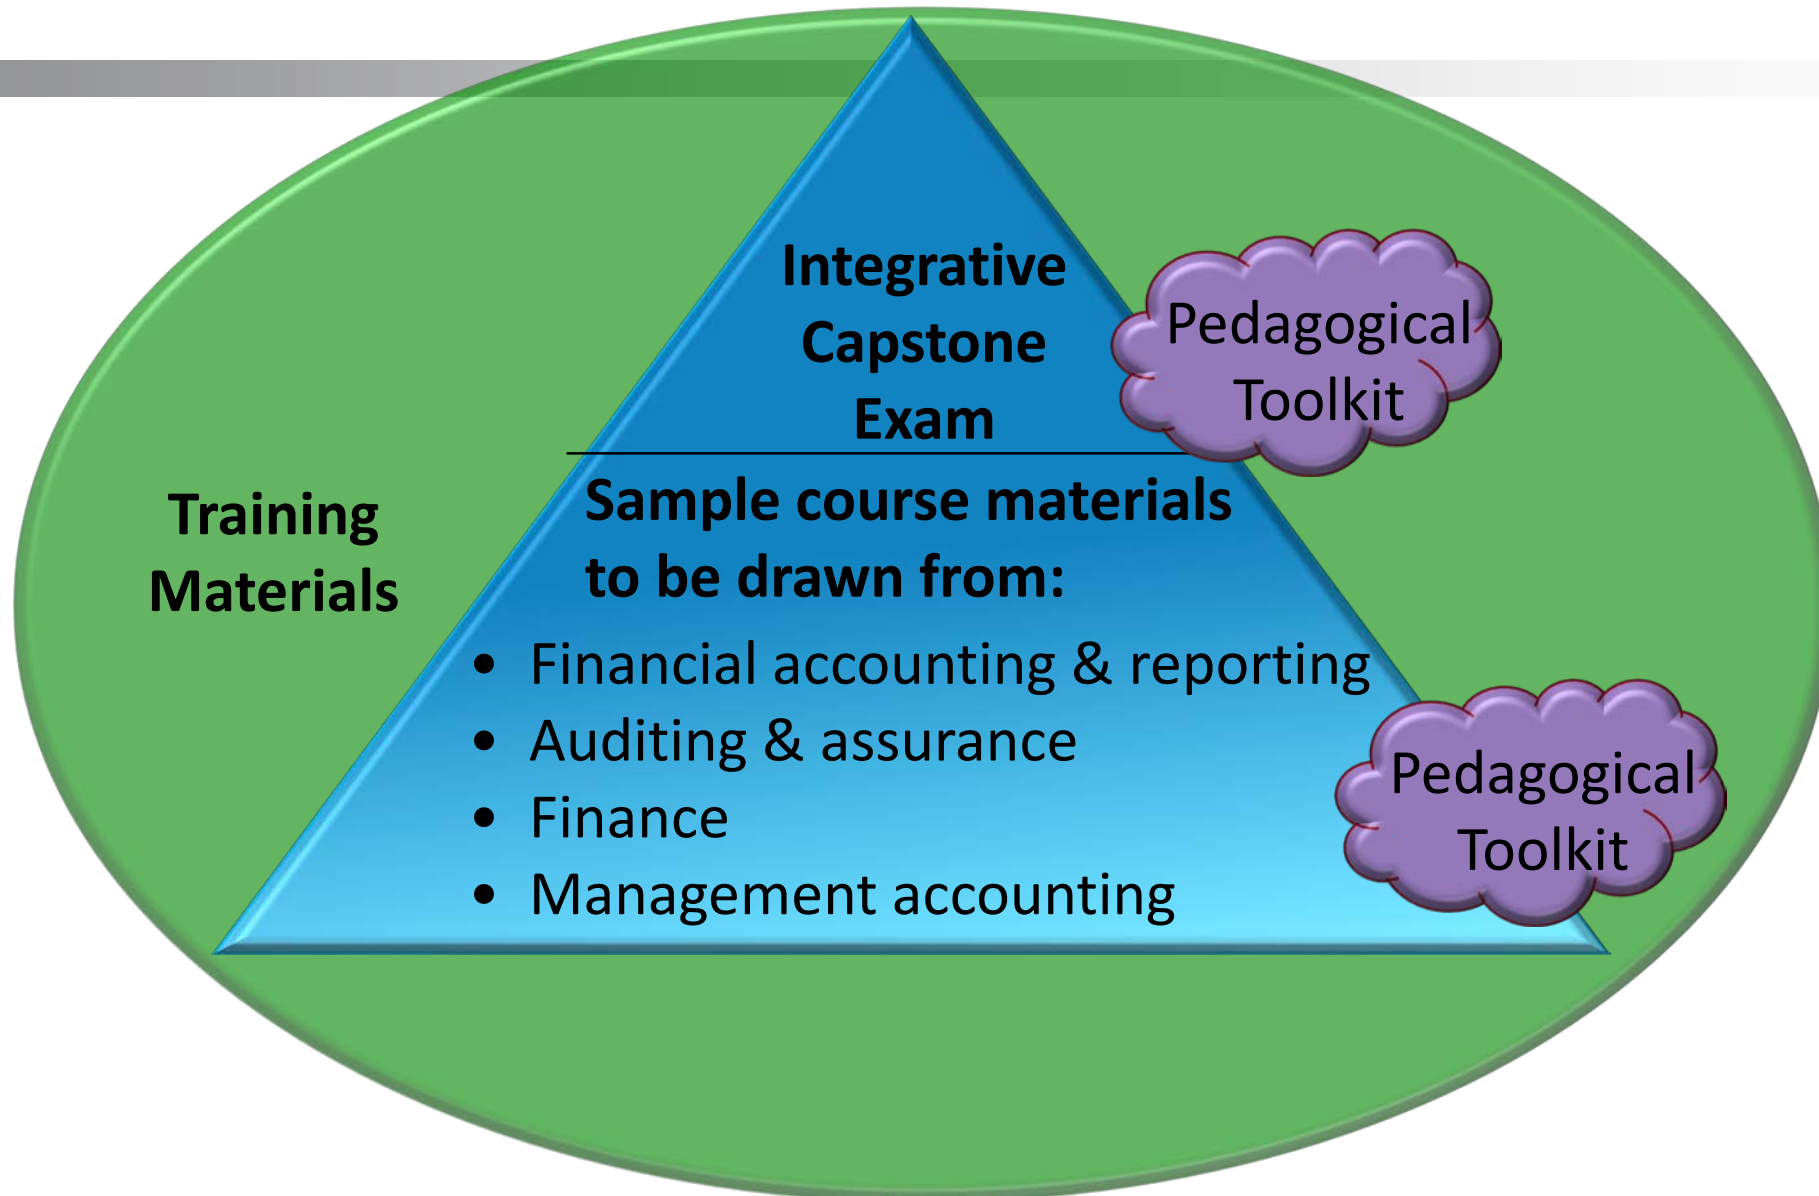 Integrative
Capstone
Exam
Pedagogical
Toolkit
Training
Materials
Sample course materials
to be drawn from:
• Financial accounting & reporting
• Auditing & assurance
• Finance
• Management accounting
Pedagogical
Toolkit